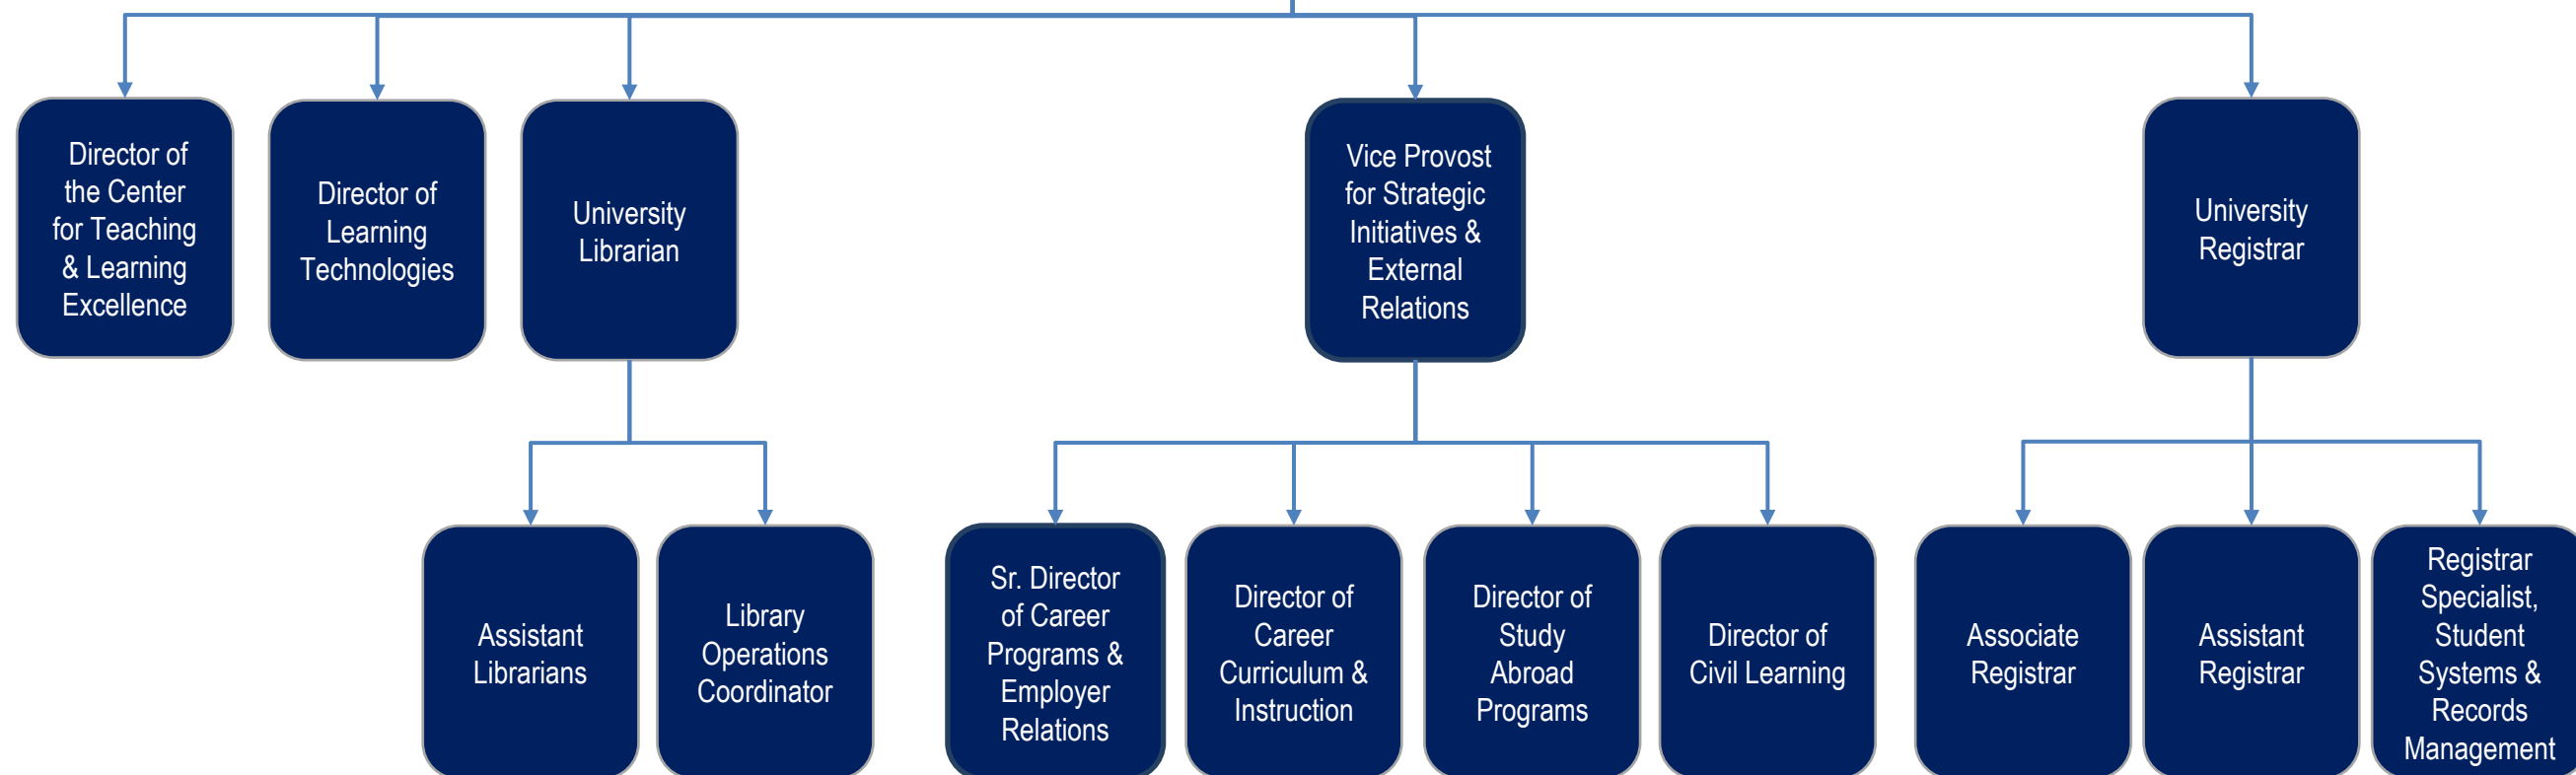 Director of
the Center
for Teaching
& Learning
Excellence
Director of
Learning
Technologies
University
Librarian
Vice Provost
for Strategic
Initiatives &
External
Relations
University
Registrar
Assistant
Librarians
Library
Operations
Coordinator
Sr. Director
of Career
Programs &
Employer
Relations
Director of
Career
Curriculum &
Instruction
Director of
Study
Abroad
Programs
Director of
Civil Learning
Associate
Registrar
Assistant
Registrar
Registrar
Specialist,
Student
Systems &
Records
Management